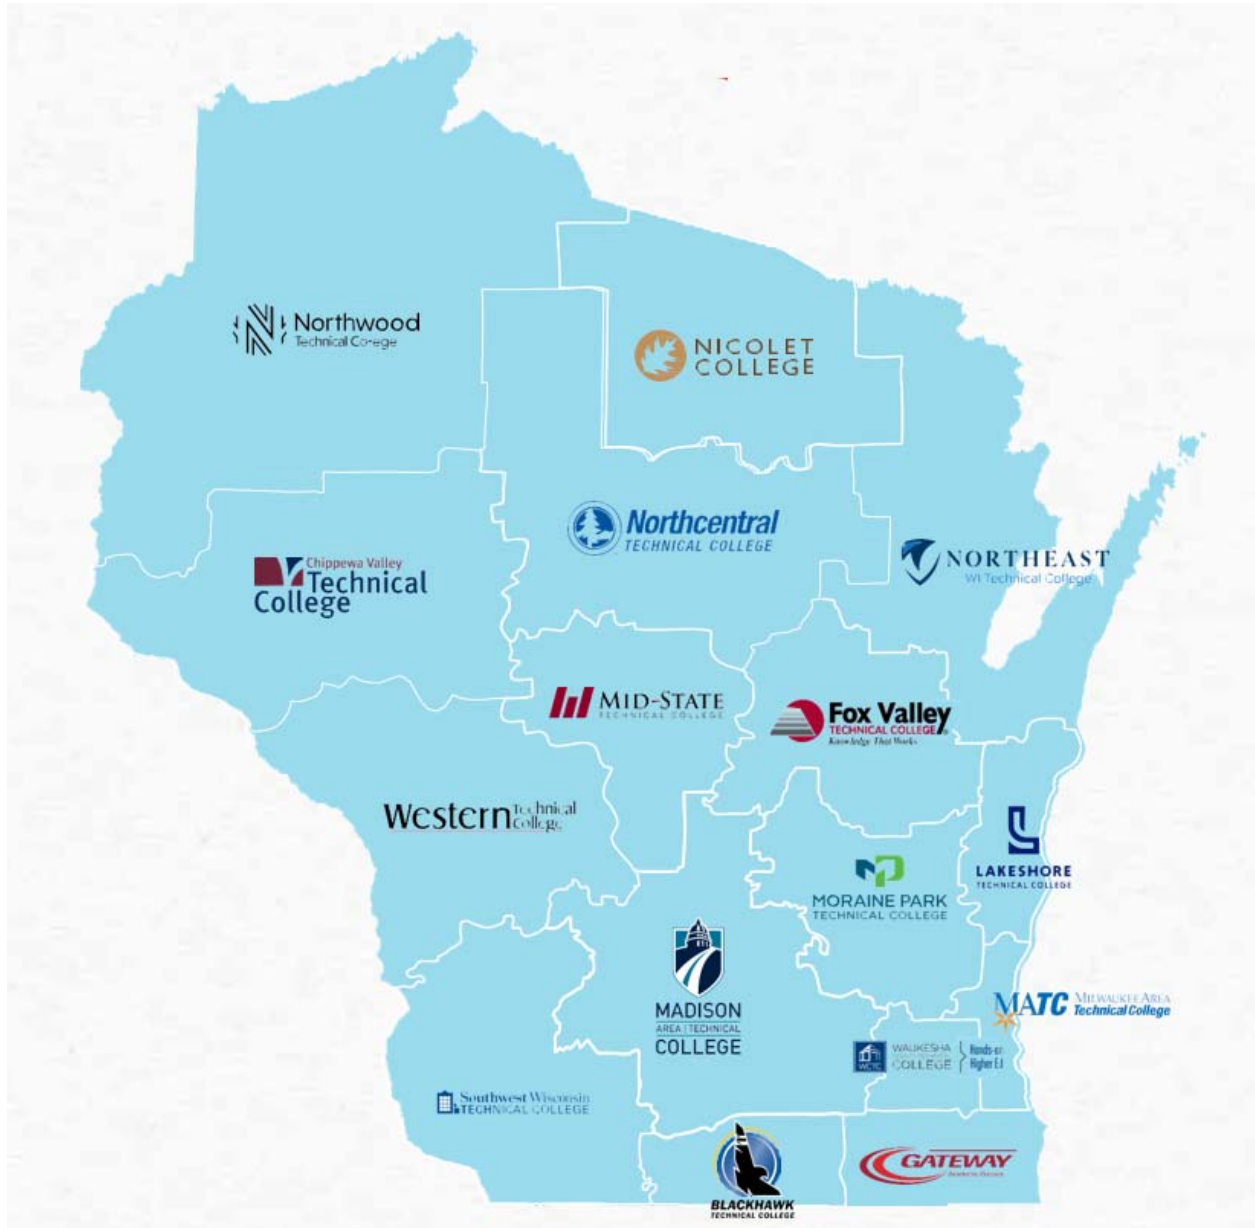 Northwood
Technical College
NICOLET
COLLEGE
Northcentral
TECHNICAL COLLEGE
NORTHEAST
WI Technical College
Chippewa Valley
Technical
College
MID-STATE
TECHNICAL COLLEGE
Fox Valley
TECHNICAL COLLEGE
Knowledge That Works
Western Technical
College
LAKESHORE
TECHNICAL COLLEGE
MORAINE PARK
TECHNICAL COLLEGE
MADISON
AREA TECHNICAL
COLLEGE
MATC MILWAUKEE AREA
Technical College
WCTC
WAUKESHA
COLLEGE
Hands-on
Higher Ed
Southwest Wisconsin
TECHNICAL COLLEGE
BLACKHAWK
TECHNICAL COLLEGE
GATEWAY